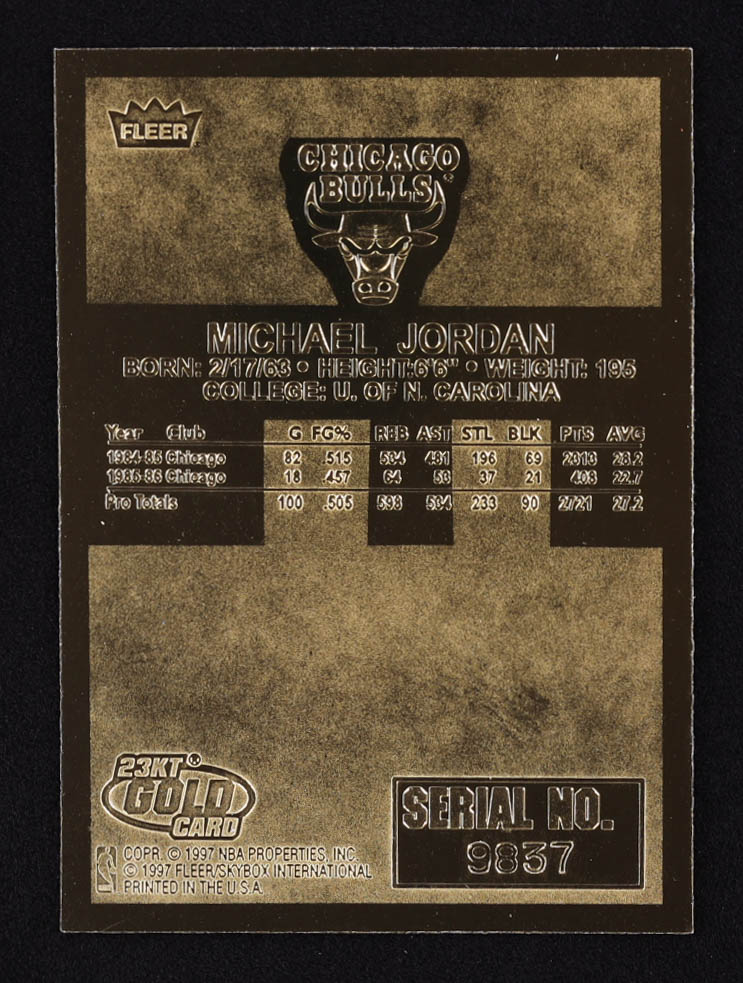 FLEER
CHICAGO
BULLS
MICHAEL JORDAN
BORN: 2/17/63 • HEIGHT:6'6" • WEIGHT: 195
COLLEGE: U. OF N. CAROLINA
Year Club G FG% REB AST STL BLK PTS AVG
1984-85 Chicago 82 .515 534 481 196 69 2313 28.2
1985-86 Chicago 18 .457 64 53 37 21 408 22.7
Pro Totals 100 .505 598 534 233 90 2721 27.2
23KT
GOLD
CARD
SERIAL NO.
9837
COPR. © 1997 NBA PROPERTIES, INC.
© 1997 FLEER/SKYBOX INTERNATIONAL
PRINTED IN THE U.S.A.